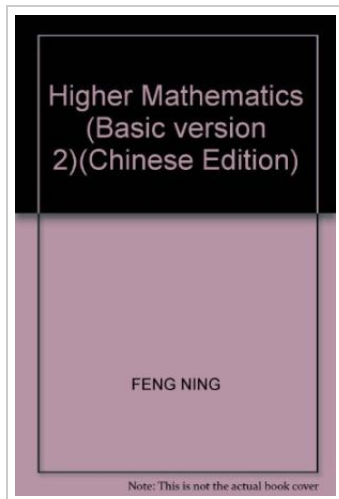 Higher Mathematics
(Basic version
2)(Chinese Edition)
FENG NING
Note: This is not the actual book cover